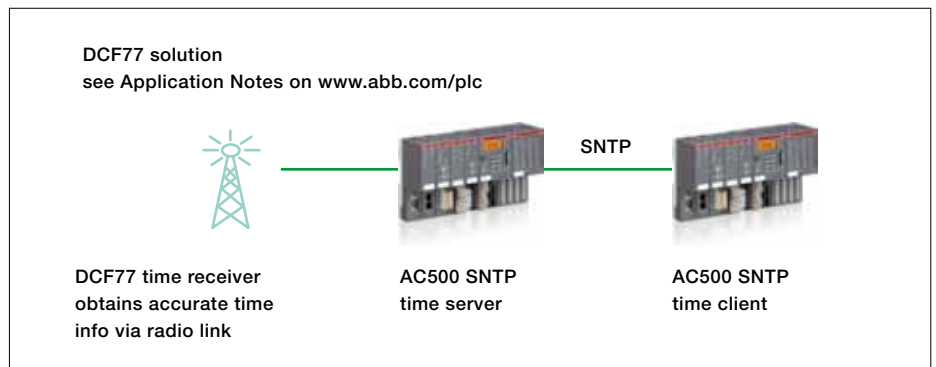 DCF77 solution
see Application Notes on www.abb.com/plc
SNTP
DCF77 time receiver
obtains accurate time
info via radio link
AC500 SNTP
time server
AC500 SNTP
time client